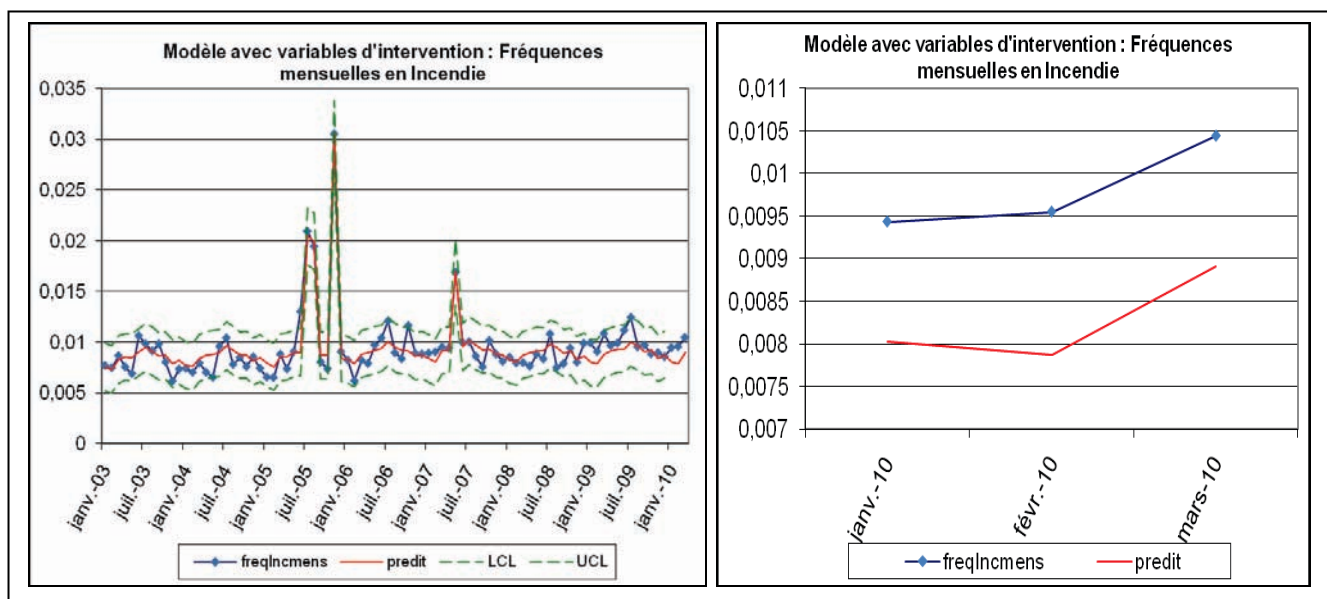 Modèle avec variables d'intervention : Fréquences
mensuelles en Incendie
0,035
0,03
0,025
0,02
0,015
0,01
0,005
0
janv.-03
juil.-03
janv.-04
juil.-04
janv.-05
juil.-05
janv.-06
juil.-06
janv.-07
juil.-07
janv.-08
juil.-08
janv.-09
juil.-09
janv.-10
freqIncmens predit LCL UCL
Modèle avec variables d'intervention : Fréquences
mensuelles en Incendie
0,011
0,0105
0,01
0,0095
0,009
0,0085
0,008
0,0075
0,007
janv.-10
févr.-10
mars-10
freqIncmens predit